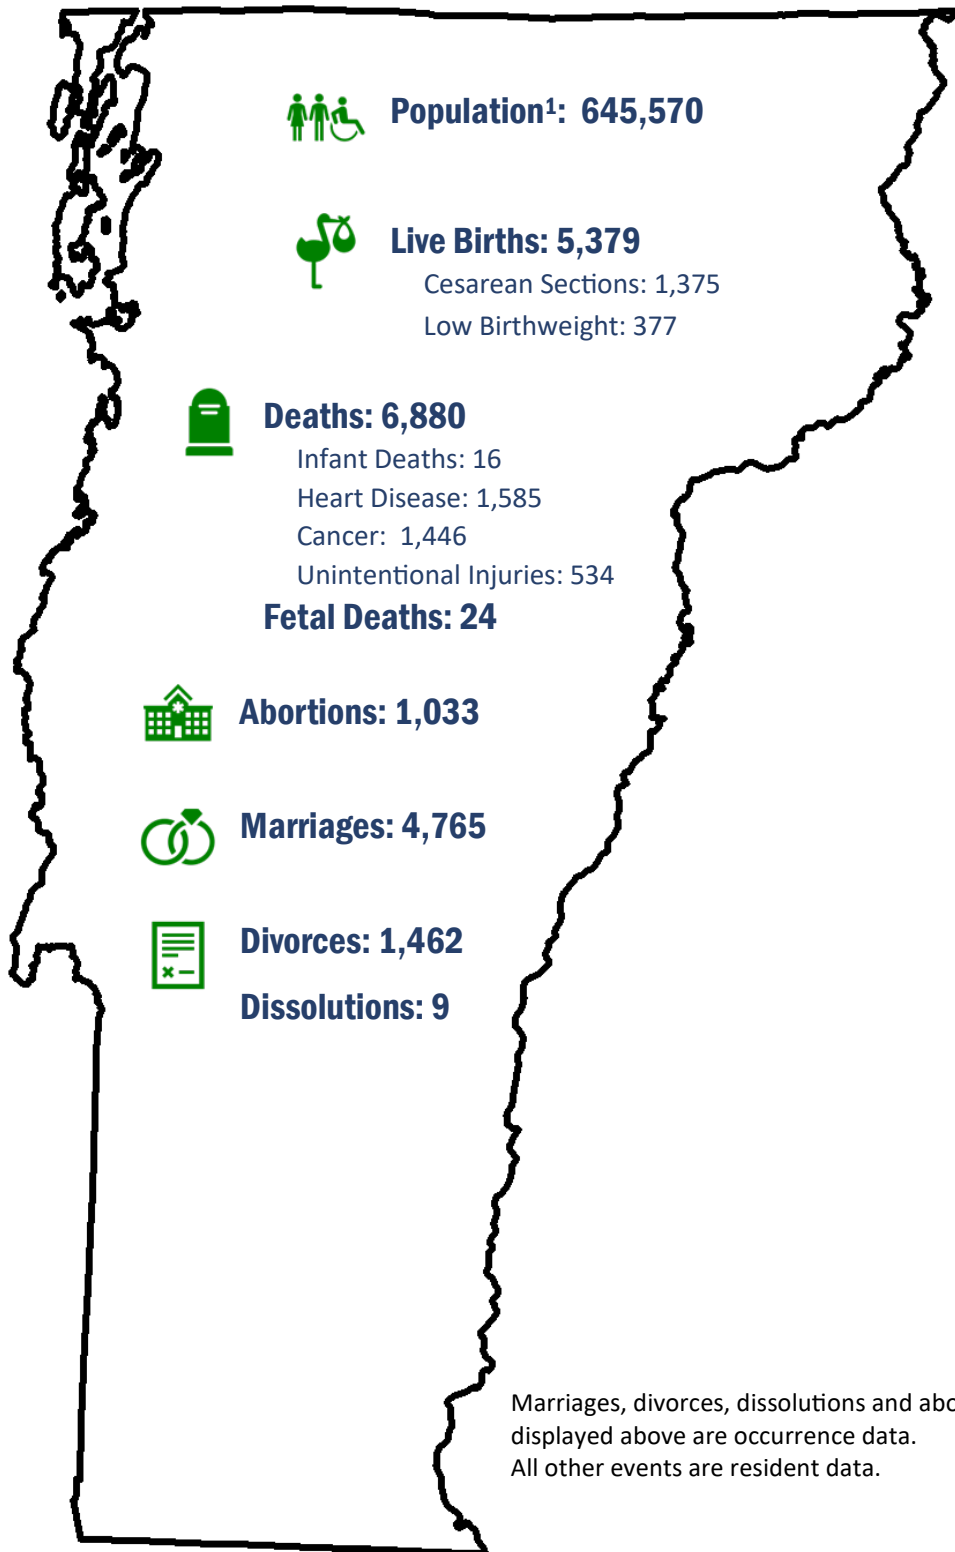 Population¹: 645,570
Live Births: 5,379
Cesarean Sections: 1,375
Low Birthweight: 377
Deaths: 6,880
Infant Deaths: 16
Heart Disease: 1,585
Cancer: 1,446
Unintentional Injuries: 534
Fetal Deaths: 24
Abortions: 1,033
Marriages: 4,765
Divorces: 1,462
Dissolutions: 9
Marriages, divorces, dissolutions and
displayed above are occurrence data.
All other events are resident data.